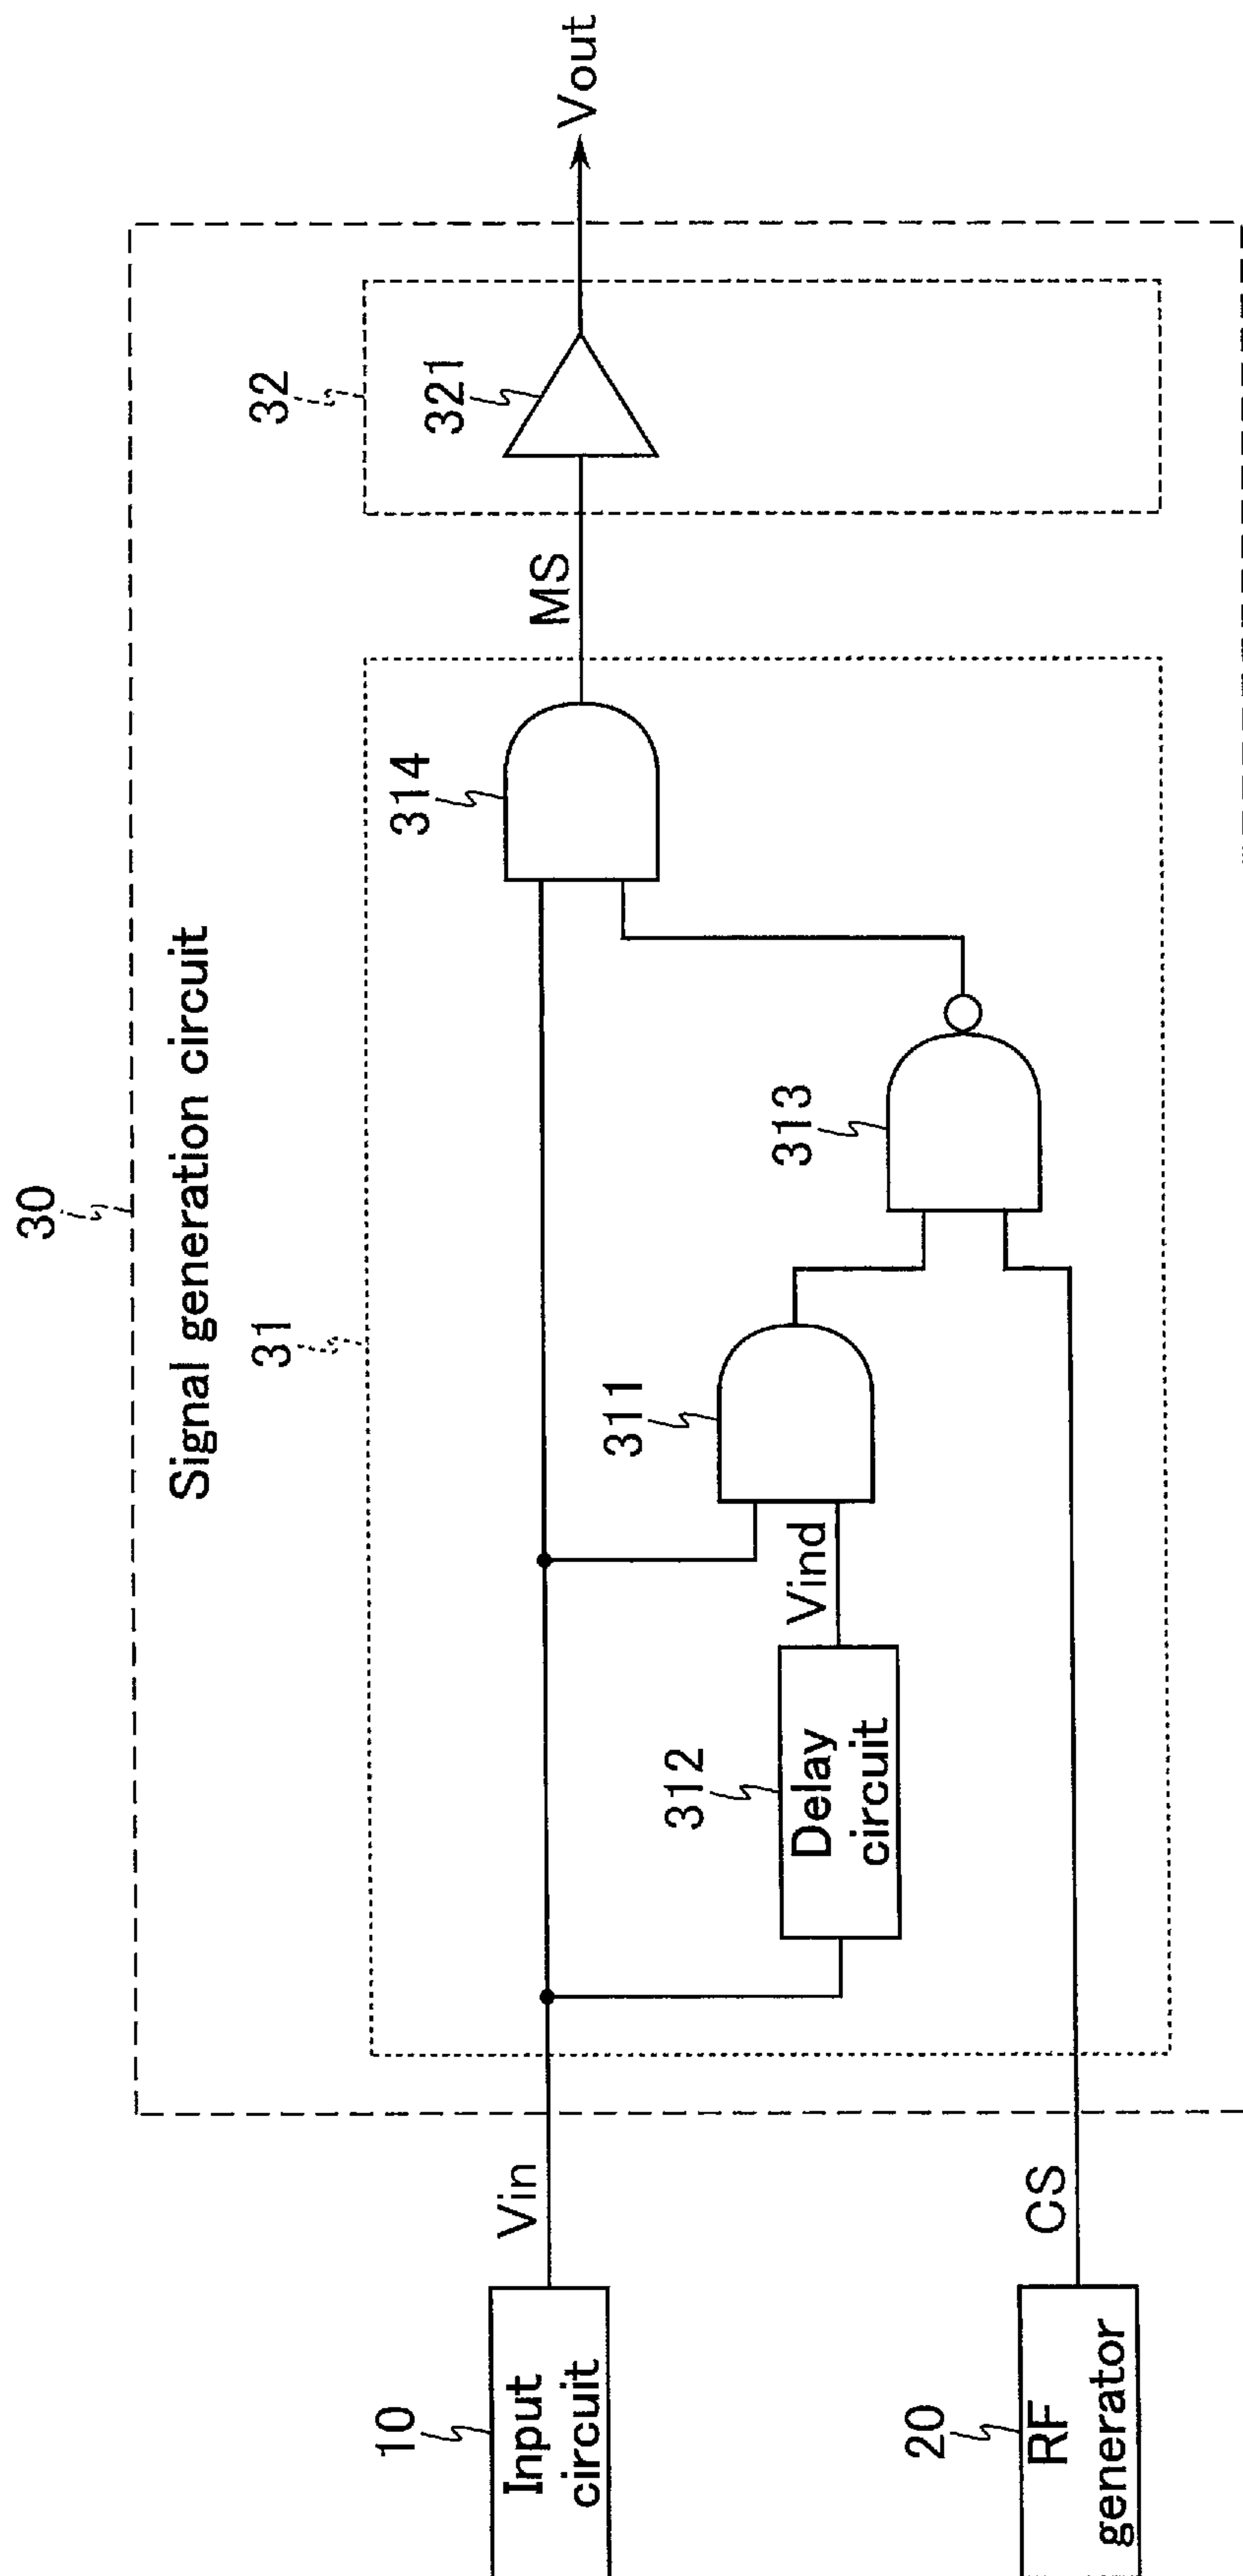 30
Signal generation circuit
31
32
10
Input
circuit
Vin
312
Delay
circuit
Vind
311
313
314
MS
321
Vout
20
RF
generator
CS